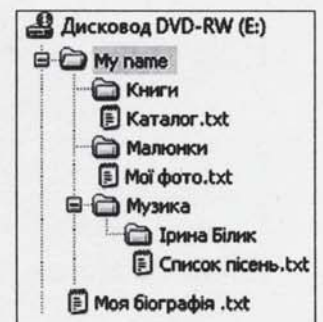 Дисковод DVD-RW (E:)
My name
Книги
Каталог.txt
Малюнки
Мої фото.txt
Музика
Ірина Білик
Список пісень.txt
Моя біографія .txt